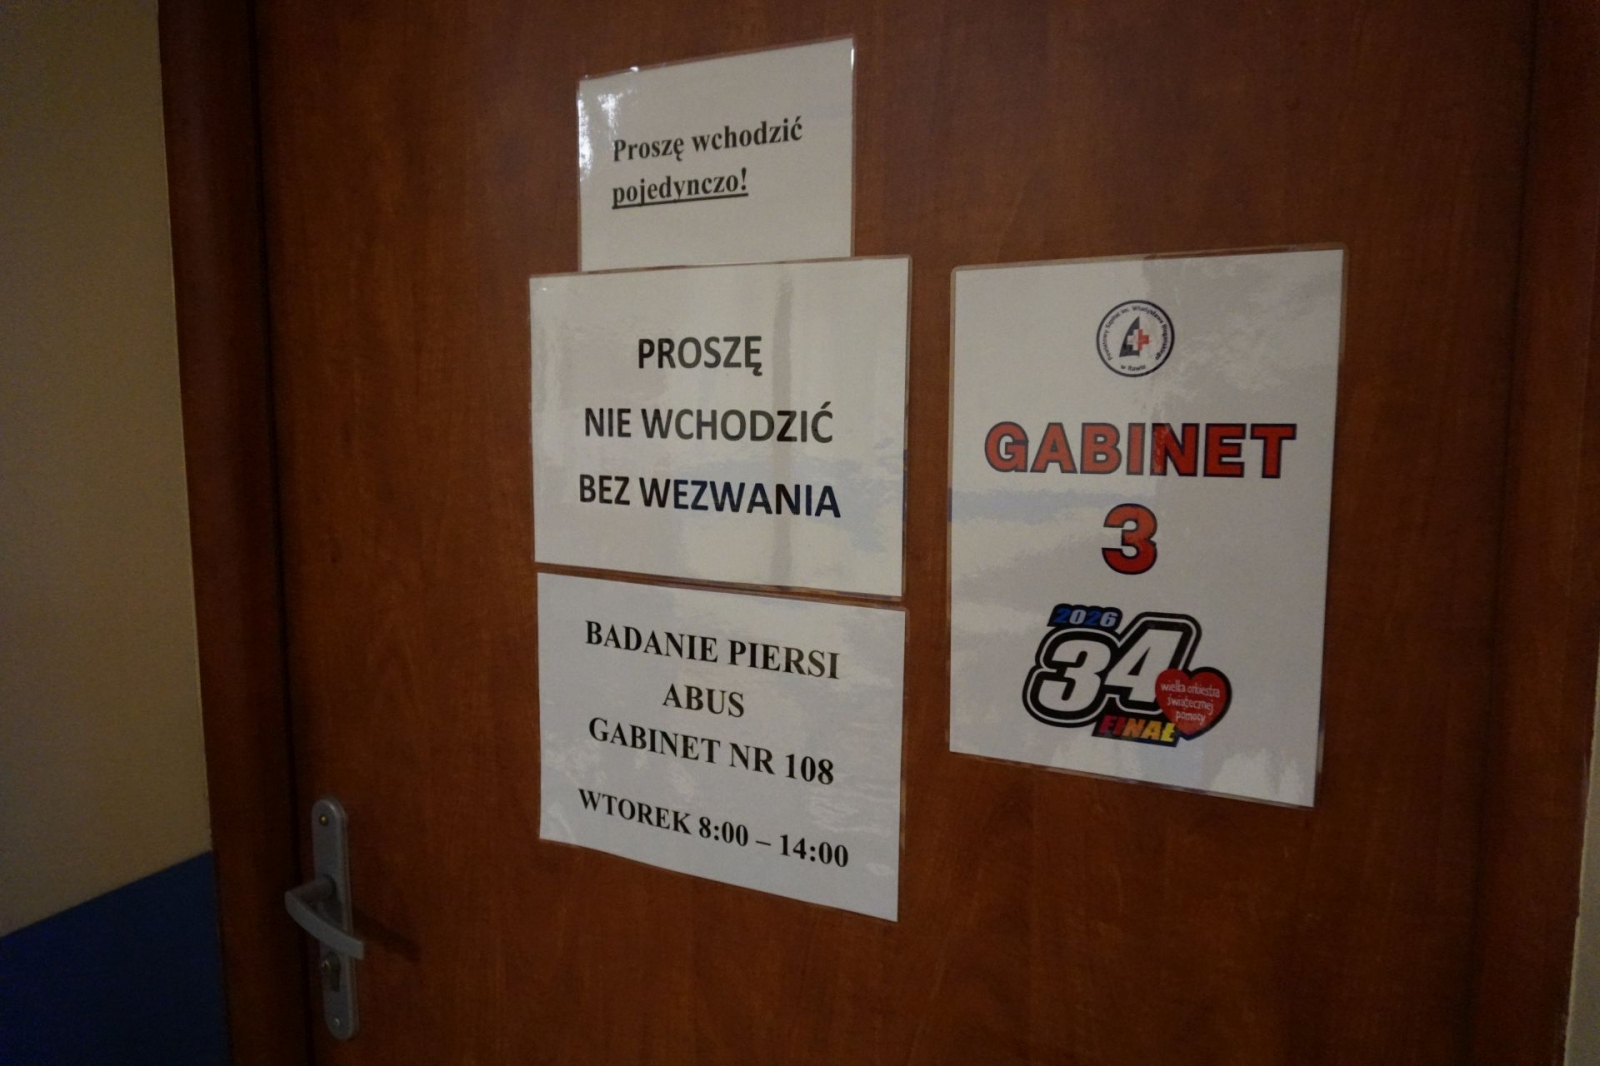 Proszę wchodzić
pojedynczo!
PROSZĘ
NIE WCHODZIĆ
BEZ WEZWANIA
BADANIE PIERSI
ABUS
GABINET NR 108
WTOREK 8:00 – 14:00
GABINET
3
2026
34
FINAŁ
wielka orkiestra
świątecznej
pomocy